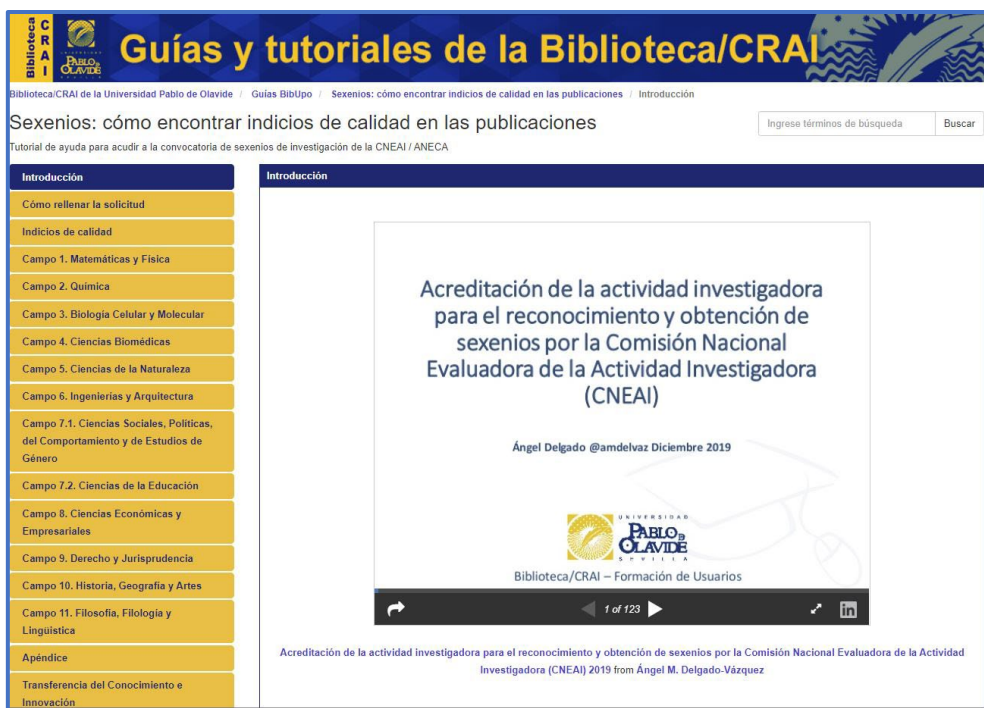 Biblioteca
CRAI
PABLO DE
OLAVIDE
SEVILLA
Guías y tutoriales de la Biblioteca/CRAI
Biblioteca/CRAI de la Universidad Pablo de Olavide / Guías BibUpo / Sexenios: cómo encontrar indicios de calidad en las publicaciones / Introducción
Sexenios: cómo encontrar indicios de calidad en las publicaciones
Ingrese términos de búsqueda
Buscar
Tutorial de ayuda para acudir a la convocatoria de sexenios de investigación de la CNEAI / ANECA
Introducción
Cómo rellenar la solicitud
Indicios de calidad
Campo 1. Matemáticas y Física
Campo 2. Química
Campo 3. Biología Celular y Molecular
Campo 4. Ciencias Biomédicas
Campo 5. Ciencias de la Naturaleza
Campo 6. Ingenierías y Arquitectura
Campo 7.1. Ciencias Sociales, Políticas,
del Comportamiento y de Estudios de
Género
Campo 7.2. Ciencias de la Educación
Campo 8. Ciencias Económicas y
Empresariales
Campo 9. Derecho y Jurisprudencia
Campo 10. Historia, Geografía y Artes
Campo 11. Filosofía, Filología y
Lingüística
Apéndice
Transferencia del Conocimiento e
Innovación
Introducción
Acreditación de la actividad investigadora
para el reconocimiento y obtención de
sexenios por la Comisión Nacional
Evaluadora de la Actividad Investigadora
(CNEAI)
Ángel Delgado @amdelvaz Diciembre 2019
UNIVERSIDAD
PABLO DE
OLAVIDE
SEVILLA
Biblioteca/CRAI – Formación de Usuarios
1 of 123
in
Acreditación de la actividad investigadora para el reconocimiento y obtención de sexenios por la Comisión Nacional Evaluadora de la Actividad
Investigadora (CNEAI) 2019 from Ángel M. Delgado-Vázquez